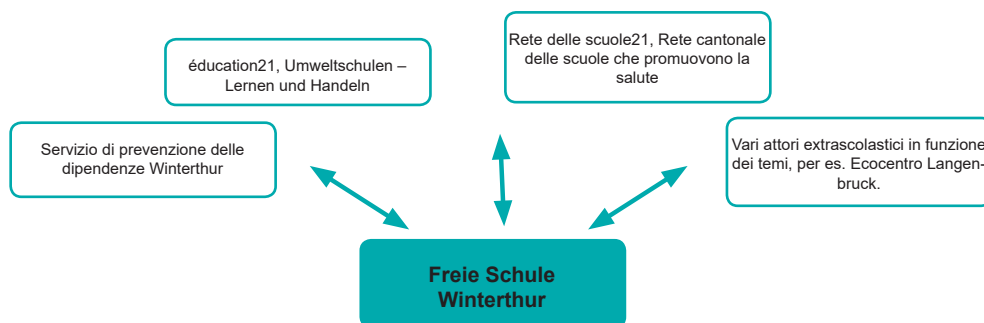 éducation21, Umweltschulen –
Lernen und Handeln
Rete delle scuole21, Rete cantonale
delle scuole che promuovono la
salute
Servizio di prevenzione delle
dipendenze Winterthur
Vari attori extrascolastici in funzione
dei temi, per es. Ecocentro Langen-
bruck.
Freie Schule
Winterthur